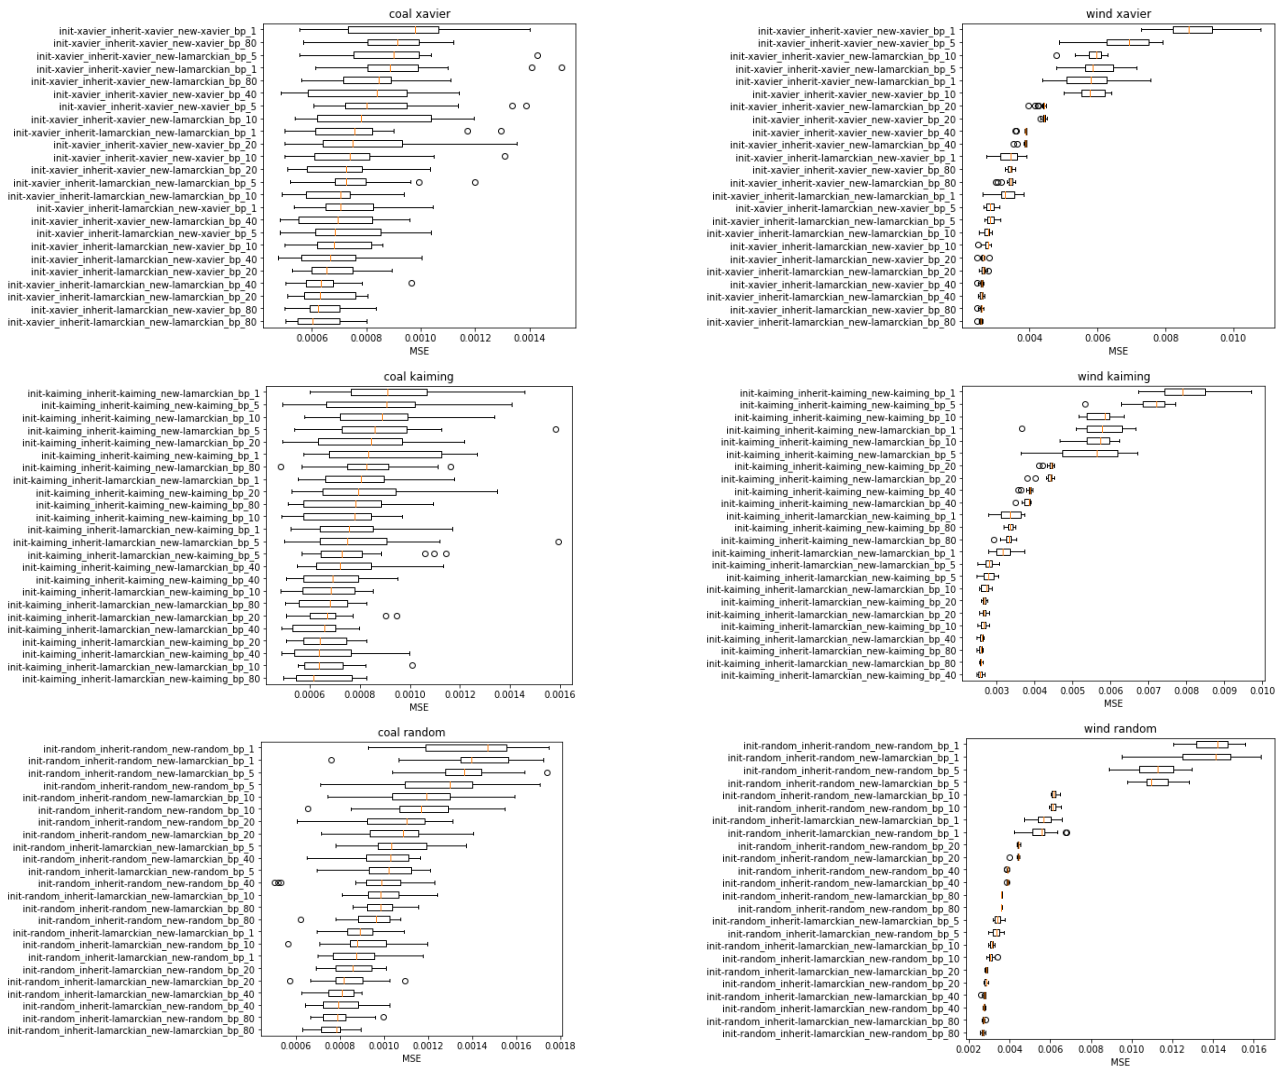 coal xavier
init-xavier_inherit-xavier_new-xavier_bp_1
init-xavier_inherit-xavier_new-xavier_bp_80
init-xavier_inherit-xavier_new-lamarckian_bp_5
init-xavier_inherit-xavier_new-lamarckian_bp_1
init-xavier_inherit-xavier_new-lamarckian_bp_80
init-xavier_inherit-xavier_new-xavier_bp_40
init-xavier_inherit-xavier_new-xavier_bp_5
init-xavier_inherit-xavier_new-lamarckian_bp_10
init-xavier_inherit-lamarckian_new-lamarckian_bp_1
init-xavier_inherit-xavier_new-xavier_bp_20
init-xavier_inherit-xavier_new-xavier_bp_10
init-xavier_inherit-xavier_new-lamarckian_bp_20
init-xavier_inherit-lamarckian_new-lamarckian_bp_5
init-xavier_inherit-lamarckian_new-lamarckian_bp_10
init-xavier_inherit-lamarckian_new-xavier_bp_1
init-xavier_inherit-xavier_new-lamarckian_bp_40
init-xavier_inherit-lamarckian_new-xavier_bp_5
init-xavier_inherit-lamarckian_new-xavier_bp_10
init-xavier_inherit-lamarckian_new-xavier_bp_40
init-xavier_inherit-lamarckian_new-xavier_bp_20
init-xavier_inherit-lamarckian_new-lamarckian_bp_40
init-xavier_inherit-lamarckian_new-lamarckian_bp_20
init-xavier_inherit-lamarckian_new-xavier_bp_80
init-xavier_inherit-lamarckian_new-lamarckian_bp_80
0.0006 0.0008 0.0010 0.0012 0.0014
MSE
wind xavier
init-xavier_inherit-xavier_new-xavier_bp_1
init-xavier_inherit-xavier_new-xavier_bp_5
init-xavier_inherit-xavier_new-lamarckian_bp_10
init-xavier_inherit-xavier_new-lamarckian_bp_5
init-xavier_inherit-xavier_new-lamarckian_bp_1
init-xavier_inherit-xavier_new-xavier_bp_10
init-xavier_inherit-xavier_new-lamarckian_bp_20
init-xavier_inherit-xavier_new-xavier_bp_20
init-xavier_inherit-xavier_new-xavier_bp_40
init-xavier_inherit-xavier_new-lamarckian_bp_40
init-xavier_inherit-lamarckian_new-xavier_bp_1
init-xavier_inherit-xavier_new-xavier_bp_80
init-xavier_inherit-xavier_new-lamarckian_bp_80
init-xavier_inherit-lamarckian_new-lamarckian_bp_1
init-xavier_inherit-lamarckian_new-xavier_bp_5
init-xavier_inherit-lamarckian_new-lamarckian_bp_5
init-xavier_inherit-lamarckian_new-lamarckian_bp_10
init-xavier_inherit-lamarckian_new-xavier_bp_10
init-xavier_inherit-lamarckian_new-xavier_bp_20
init-xavier_inherit-lamarckian_new-lamarckian_bp_20
init-xavier_inherit-lamarckian_new-lamarckian_bp_40
init-xavier_inherit-lamarckian_new-xavier_bp_40
init-xavier_inherit-lamarckian_new-xavier_bp_80
init-xavier_inherit-lamarckian_new-lamarckian_bp_80
0.004 0.006 0.008 0.010
MSE
coal kaiming
init-kaiming_inherit-kaiming_new-lamarckian_bp_1
init-kaiming_inherit-kaiming_new-kaiming_bp_5
init-kaiming_inherit-kaiming_new-lamarckian_bp_10
init-kaiming_inherit-kaiming_new-lamarckian_bp_5
init-kaiming_inherit-kaiming_new-lamarckian_bp_20
init-kaiming_inherit-kaiming_new-kaiming_bp_1
init-kaiming_inherit-kaiming_new-lamarckian_bp_80
init-kaiming_inherit-lamarckian_new-lamarckian_bp_1
init-kaiming_inherit-kaiming_new-kaiming_bp_20
init-kaiming_inherit-kaiming_new-kaiming_bp_80
init-kaiming_inherit-kaiming_new-kaiming_bp_10
init-kaiming_inherit-lamarckian_new-kaiming_bp_1
init-kaiming_inherit-lamarckian_new-lamarckian_bp_5
init-kaiming_inherit-lamarckian_new-kaiming_bp_5
init-kaiming_inherit-kaiming_new-lamarckian_bp_40
init-kaiming_inherit-kaiming_new-kaiming_bp_40
init-kaiming_inherit-lamarckian_new-kaiming_bp_10
init-kaiming_inherit-lamarckian_new-kaiming_bp_80
init-kaiming_inherit-lamarckian_new-lamarckian_bp_20
init-kaiming_inherit-lamarckian_new-lamarckian_bp_40
init-kaiming_inherit-lamarckian_new-kaiming_bp_20
init-kaiming_inherit-lamarckian_new-kaiming_bp_40
init-kaiming_inherit-lamarckian_new-lamarckian_bp_10
init-kaiming_inherit-lamarckian_new-lamarckian_bp_80
0.0006 0.0008 0.0010 0.0012 0.0014 0.0016
MSE
wind kaiming
init-kaiming_inherit-kaiming_new-kaiming_bp_1
init-kaiming_inherit-kaiming_new-kaiming_bp_5
init-kaiming_inherit-kaiming_new-kaiming_bp_10
init-kaiming_inherit-kaiming_new-lamarckian_bp_1
init-kaiming_inherit-kaiming_new-lamarckian_bp_10
init-kaiming_inherit-kaiming_new-lamarckian_bp_5
init-kaiming_inherit-kaiming_new-kaiming_bp_20
init-kaiming_inherit-kaiming_new-lamarckian_bp_20
init-kaiming_inherit-kaiming_new-kaiming_bp_40
init-kaiming_inherit-kaiming_new-lamarckian_bp_40
init-kaiming_inherit-lamarckian_new-kaiming_bp_1
init-kaiming_inherit-kaiming_new-kaiming_bp_80
init-kaiming_inherit-kaiming_new-lamarckian_bp_80
init-kaiming_inherit-lamarckian_new-lamarckian_bp_1
init-kaiming_inherit-lamarckian_new-lamarckian_bp_5
init-kaiming_inherit-lamarckian_new-kaiming_bp_5
init-kaiming_inherit-lamarckian_new-lamarckian_bp_10
init-kaiming_inherit-lamarckian_new-kaiming_bp_20
init-kaiming_inherit-lamarckian_new-lamarckian_bp_20
init-kaiming_inherit-lamarckian_new-kaiming_bp_10
init-kaiming_inherit-lamarckian_new-kaiming_bp_40
init-kaiming_inherit-lamarckian_new-kaiming_bp_80
init-kaiming_inherit-lamarckian_new-lamarckian_bp_80
init-kaiming_inherit-lamarckian_new-lamarckian_bp_40
0.003 0.004 0.005 0.006 0.007 0.008 0.009 0.010
MSE
coal random
init-random_inherit-random_new-random_bp_1
init-random_inherit-random_new-lamarckian_bp_1
init-random_inherit-random_new-lamarckian_bp_5
init-random_inherit-random_new-random_bp_5
init-random_inherit-random_new-lamarckian_bp_10
init-random_inherit-random_new-random_bp_10
init-random_inherit-random_new-random_bp_20
init-random_inherit-random_new-lamarckian_bp_20
init-random_inherit-lamarckian_new-lamarckian_bp_5
init-random_inherit-random_new-lamarckian_bp_40
init-random_inherit-lamarckian_new-random_bp_5
init-random_inherit-random_new-random_bp_40
init-random_inherit-lamarckian_new-lamarckian_bp_10
init-random_inherit-random_new-lamarckian_bp_80
init-random_inherit-random_new-random_bp_80
init-random_inherit-lamarckian_new-lamarckian_bp_1
init-random_inherit-lamarckian_new-random_bp_10
init-random_inherit-lamarckian_new-random_bp_1
init-random_inherit-lamarckian_new-random_bp_20
init-random_inherit-lamarckian_new-lamarckian_bp_20
init-random_inherit-lamarckian_new-lamarckian_bp_40
init-random_inherit-lamarckian_new-random_bp_40
init-random_inherit-lamarckian_new-random_bp_80
init-random_inherit-lamarckian_new-lamarckian_bp_80
0.0006 0.0008 0.0010 0.0012 0.0014 0.0016 0.0018
MSE
wind random
init-random_inherit-random_new-random_bp_1
init-random_inherit-random_new-lamarckian_bp_1
init-random_inherit-random_new-lamarckian_bp_5
init-random_inherit-random_new-random_bp_5
init-random_inherit-random_new-lamarckian_bp_10
init-random_inherit-random_new-random_bp_10
init-random_inherit-lamarckian_new-lamarckian_bp_1
init-random_inherit-lamarckian_new-random_bp_1
init-random_inherit-random_new-random_bp_20
init-random_inherit-random_new-lamarckian_bp_20
init-random_inherit-random_new-lamarckian_bp_40
init-random_inherit-random_new-random_bp_40
init-random_inherit-random_new-lamarckian_bp_80
init-random_inherit-random_new-random_bp_80
init-random_inherit-lamarckian_new-lamarckian_bp_5
init-random_inherit-lamarckian_new-random_bp_5
init-random_inherit-lamarckian_new-lamarckian_bp_10
init-random_inherit-lamarckian_new-random_bp_10
init-random_inherit-lamarckian_new-lamarckian_bp_20
init-random_inherit-lamarckian_new-random_bp_20
init-random_inherit-lamarckian_new-lamarckian_bp_40
init-random_inherit-lamarckian_new-random_bp_40
init-random_inherit-lamarckian_new-lamarckian_bp_80
init-random_inherit-lamarckian_new-random_bp_80
0.002 0.004 0.006 0.008 0.010 0.012 0.014 0.016
MSE